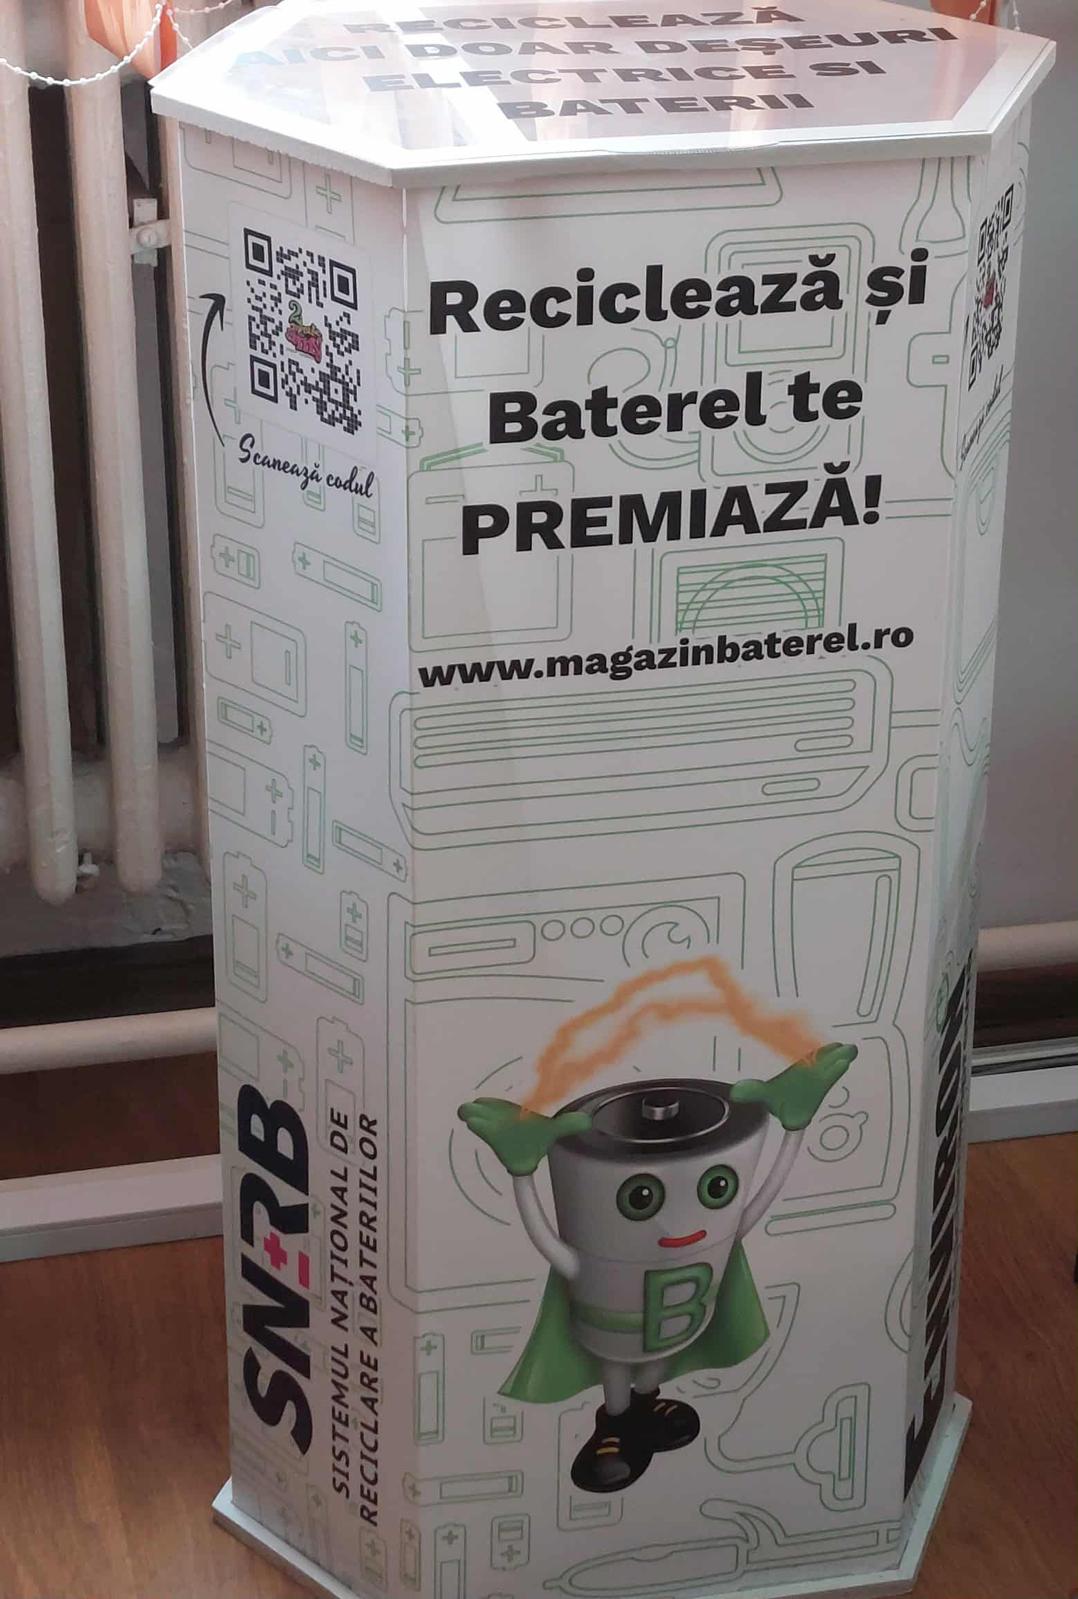 RECICLEAZĂ
AICI DOAR DEȘEURI
ELECTRICE SI
BATERII
Reciclează și
Baterel te
PREMIAZĂ!
www.magazinbaterel.ro
Scanează codul
SNRB
SISTEMUL NAȚIONAL DE
RECICLARE A BATERIILOR
B